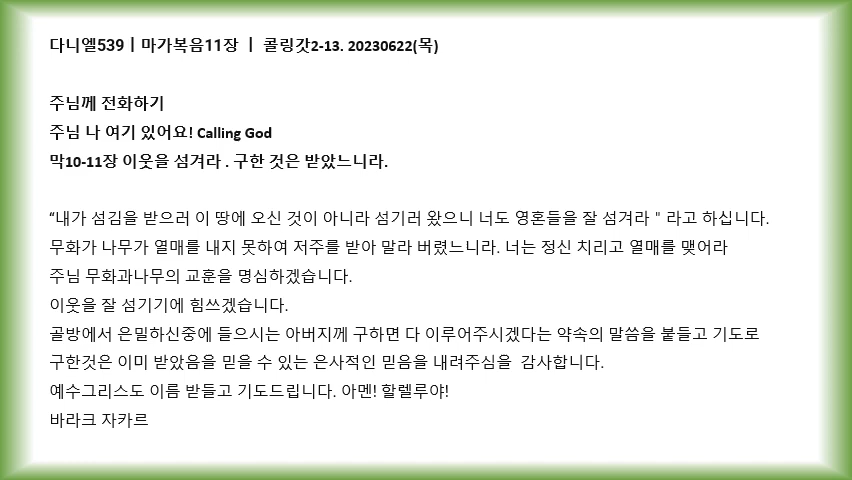 다니엘539ㅣ마가복음11장 ㅣ 콜링갓2-13. 20230622(목)
주님께 전화하기
주님 나 여기 있어요! Calling God
막10-11장 이웃을 섬겨라 . 구한 것은 받았느니라.
“내가 섬김을 받으러 이 땅에 오신 것이 아니라 섬기러 왔으니 너도 영혼들을 잘 섬겨라 " 라고 하십니다.
무화가 나무가 열매를 내지 못하여 저주를 받아 말라 버렸느니라. 너는 정신 치리고 열매를 맺어라
주님 무화과나무의 교훈을 명심하겠습니다.
이웃을 잘 섬기기에 힘쓰겠습니다.
골방에서 은밀하신중에 들으시는 아버지께 구하면 다 이루어주시겠다는 약속의 말씀을 붙들고 기도로
구한것은 이미 받았음을 믿을 수 있는 은사적인 믿음을 내려주심을  감사합니다.
예수그리스도 이름 받들고 기도드립니다. 아멘! 할렐루야!
바라크 자카르